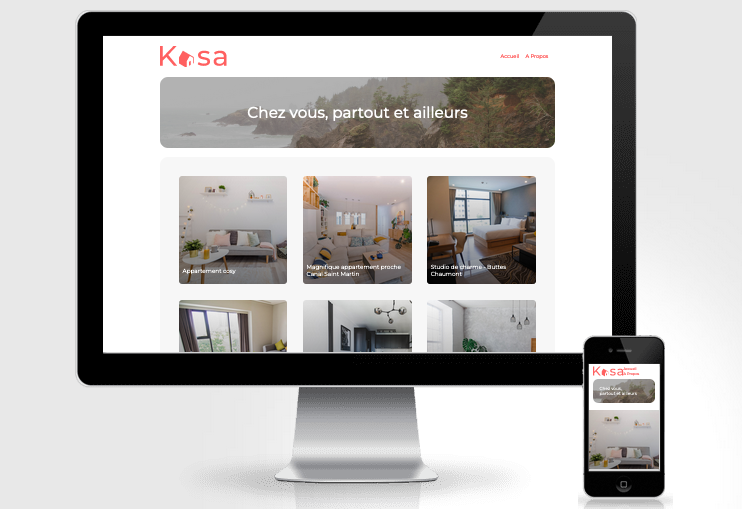 Kasa
Accueil A Propos
Chez vous, partout et ailleurs
Appartement cosy
Magnifique appartement proche
Canal Saint Martin
Studio de charme - Buttes
Chaumont
Kasa
Accueil
A Propos
Chez vous,
partout et ailleurs